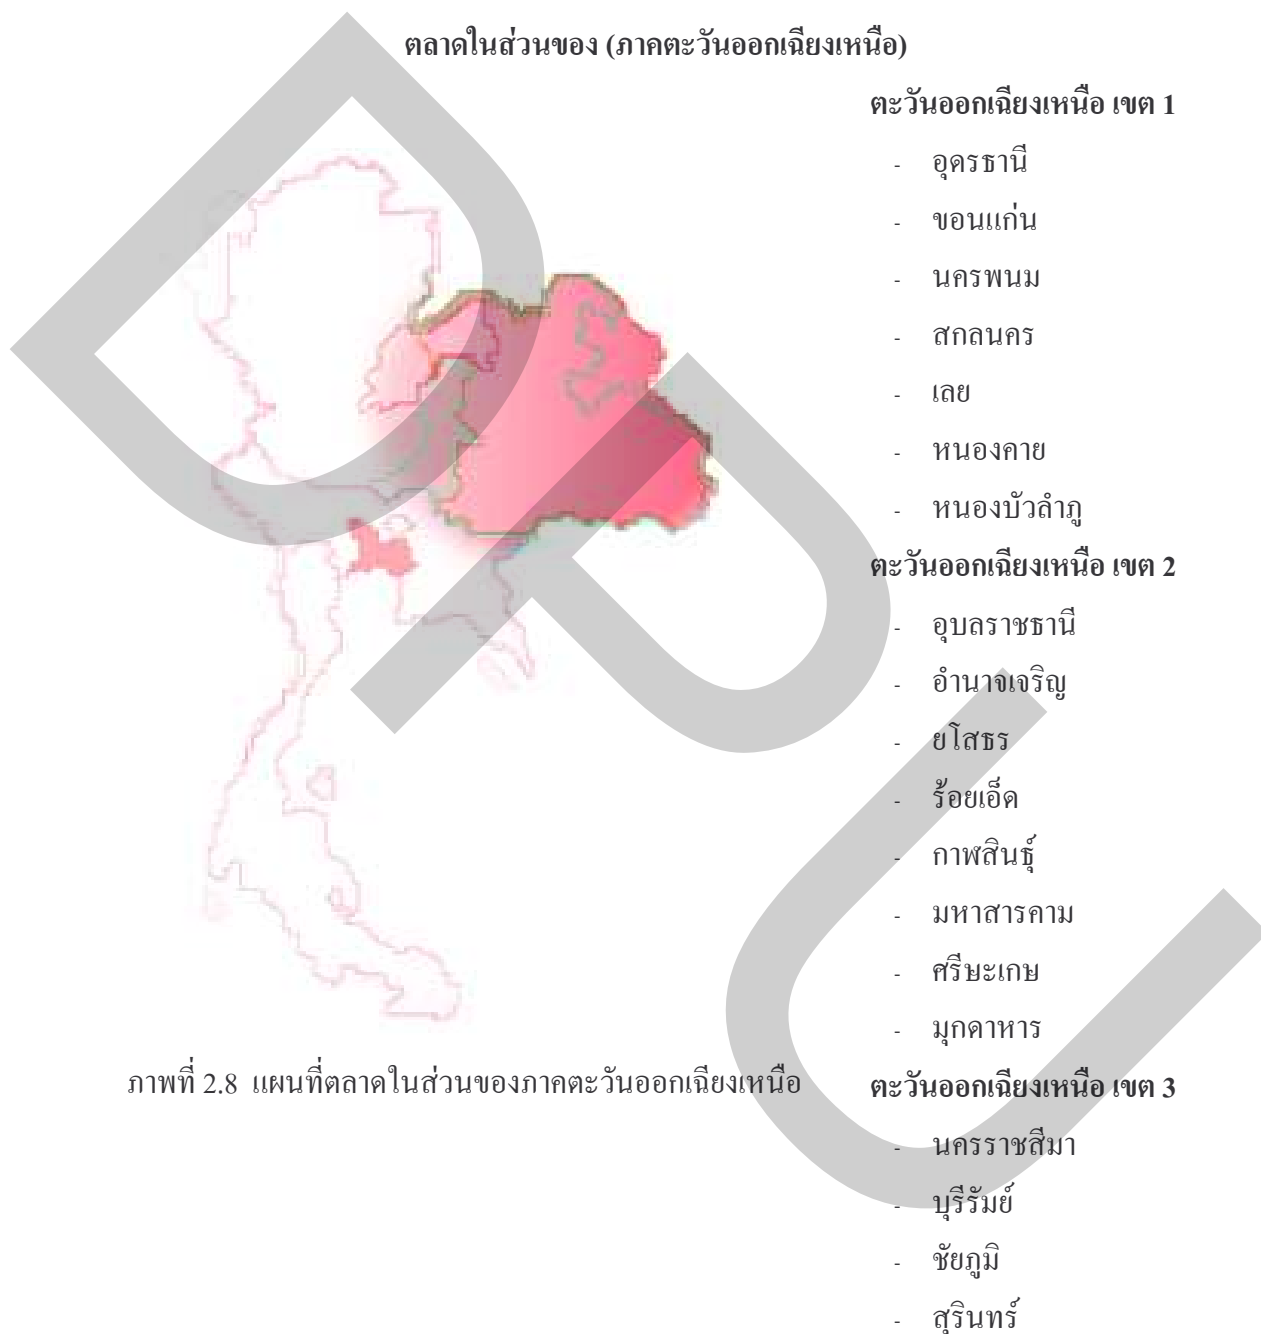 ตลาดในส่วนของ (ภาคตะวันออกเฉียงเหนือ)
ตะวันออกเฉียงเหนือ เขต 1
- อุดรธานี
- ขอนแก่น
- นครพนม
- สกลนคร
- เลย
- หนองคาย
- หนองบัวลำภู
ตะวันออกเฉียงเหนือ เขต 2
- อุบลราชธานี
- อำนาจเจริญ
- ยโสธร
- ร้อยเอ็ด
- กาฬสินธุ์
- มหาสารคาม
- ศรีษะเกษ
- มุกดาหาร
ภาพที่ 2.8 แผนที่ตลาดในส่วนของภาคตะวันออกเฉียงเหนือ
ตะวันออกเฉียงเหนือ เขต 3
- นครราชสีมา
- บุรีรัมย์
- ชัยภูมิ
- สุรินทร์
DPU